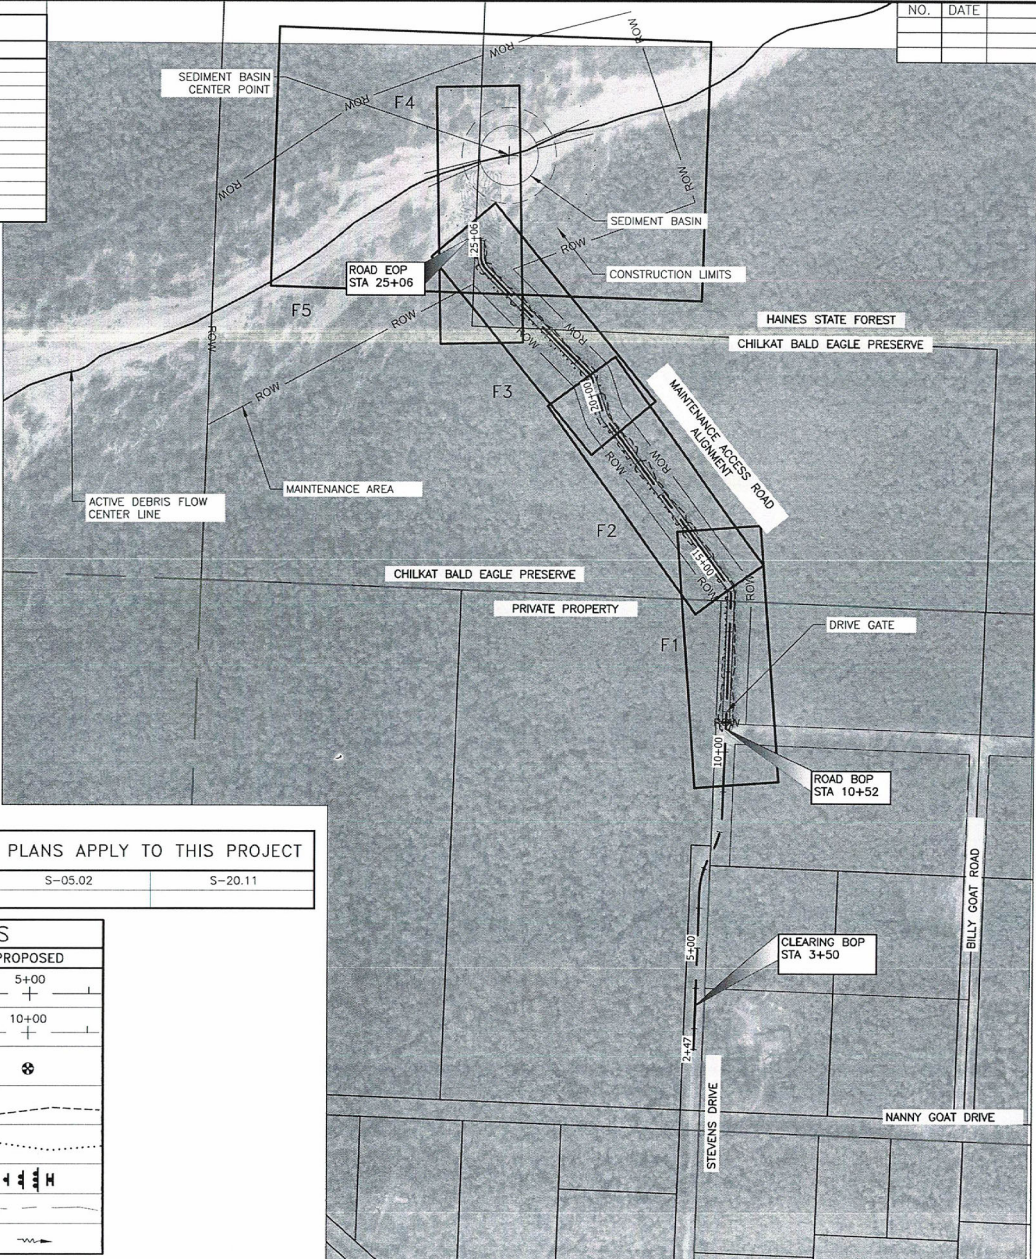 NO.
DATE
ROW
ROW
SEDIMENT BASIN
CENTER POINT
F4
ROW
ROW
ROW
SEDIMENT BASIN
25+06
ROW
ROAD EOP
STA 25+06
CONSTRUCTION LIMITS
F5
ROW
ROW
HAINES STATE FOREST
CHILKAT BALD EAGLE PRESERVE
ROW
ROW
ROW
F3
20+00
MAINTENANCE ACCESS ROAD
ALIGNMENT
ROW
ROW
MAINTENANCE AREA
ACTIVE DEBRIS FLOW
CENTER LINE
F2
15+00
CHILKAT BALD EAGLE PRESERVE
ROW
ROW
PRIVATE PROPERTY
DRIVE GATE
F1
ROW
10+00
ROAD BOP
STA 10+52
PLANS APPLY TO THIS PROJECT
S-05.02
S-20.11
BILLY GOAT ROAD
S
PROPOSED
5+00
10+00
5+00
CLEARING BOP
STA 3+50
2+47
STEVENS DRIVE
NANNY GOAT DRIVE